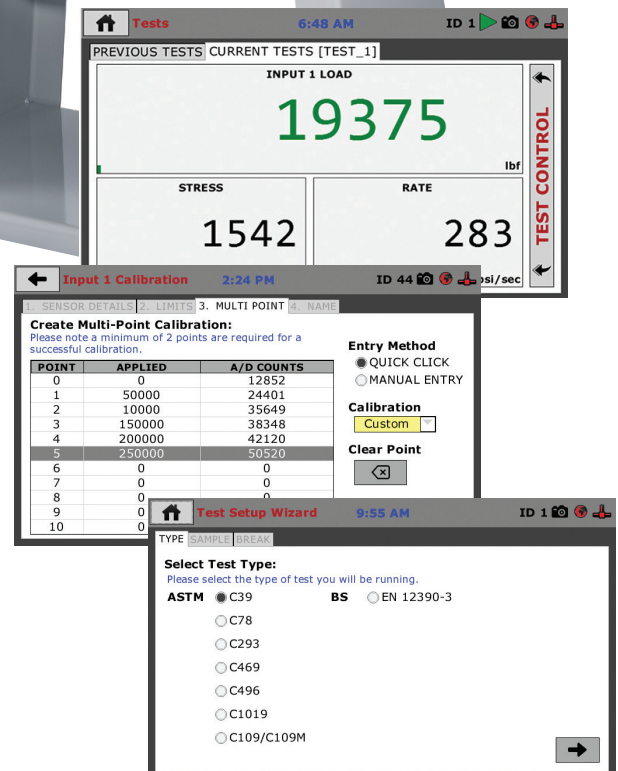 Tests 6:48 AM ID 1
PREVIOUS TESTS CURRENT TESTS [TEST_1]
INPUT 1 LOAD
19375
lbf
STRESS RATE
1542 283
TEST CONTROL
Input 1 Calibration 2:24 PM ID 44 si/sec
1. SENSOR DETAILS 2. LIMITS 3. MULTI POINT 4. NAME
Create Multi-Point Calibration:
Please note a minimum of 2 points are required for a
successful calibration.
POINT APPLIED A/D COUNTS
0 0 12852
1 50000 24401
2 10000 35649
3 150000 38348
4 200000 42120
5 250000 50520
6 0 0
7 0 0
8 0 0
9 0
10 0
Entry Method
QUICK CLICK
MANUAL ENTRY
Calibration
Custom
Clear Point
Test Setup Wizard 9:55 AM ID 1
TYPE SAMPLE BREAK
Select Test Type:
Please select the type of test you will be running.
ASTM C39 BS EN 12390-3
C78
C293
C469
C496
C1019
C109/C109M